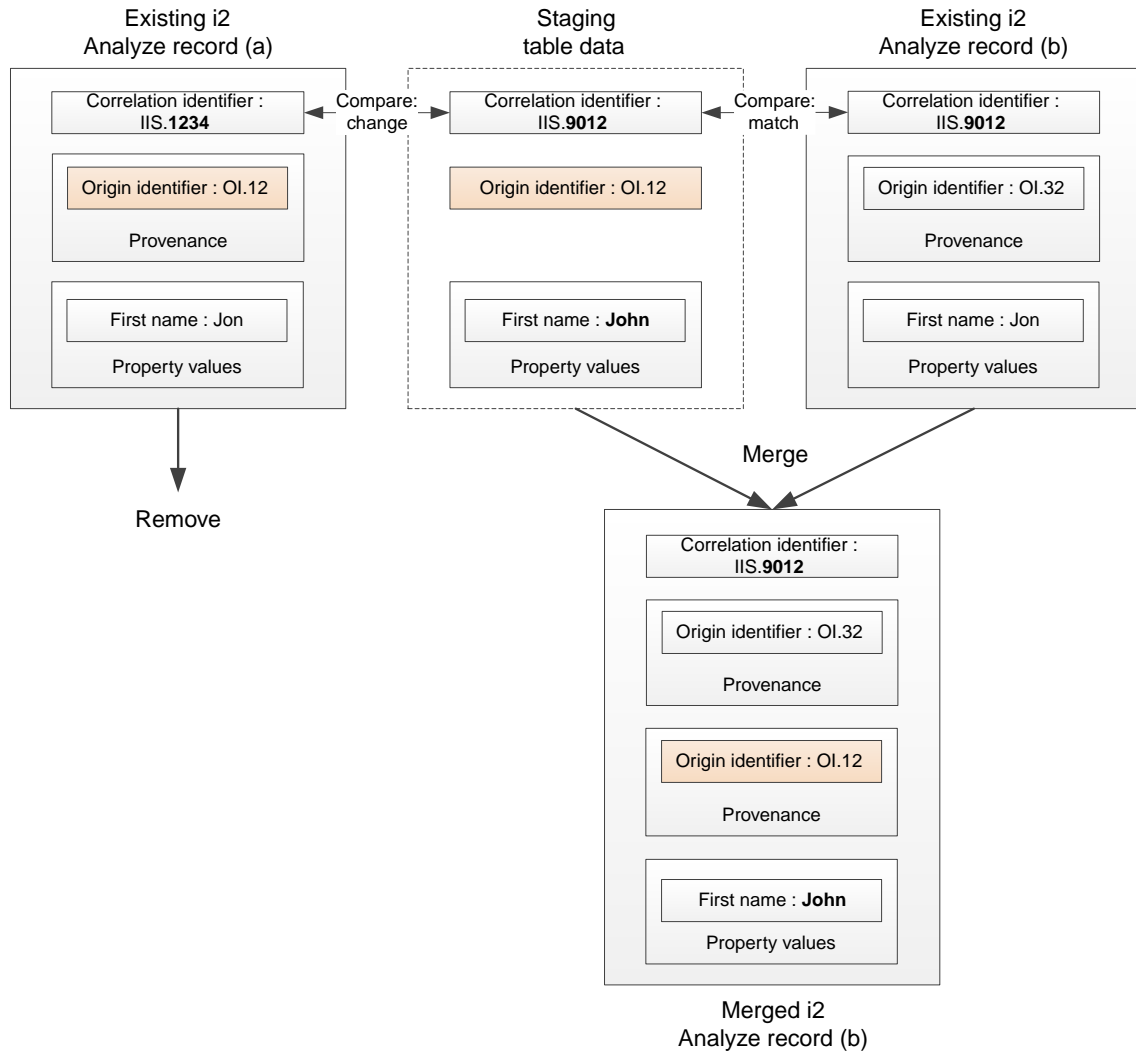 Existing i2
Analyze record (a)
Staging
table data
Existing i2
Analyze record (b)
Correlation identifier :
IIS.1234
Compare:
change
Correlation identifier :
IIS.9012
Compare:
match
Correlation identifier :
IIS.9012
Origin identifier : OI.12
Provenance
Origin identifier : OI.12
Origin identifier : OI.32
Provenance
First name : Jon
Property values
First name : John
Property values
First name : Jon
Property values
Remove
Merge
Correlation identifier :
IIS.9012
Origin identifier : OI.32
Provenance
Origin identifier : OI.12
Provenance
First name : John
Property values
Merged i2
Analyze record (b)